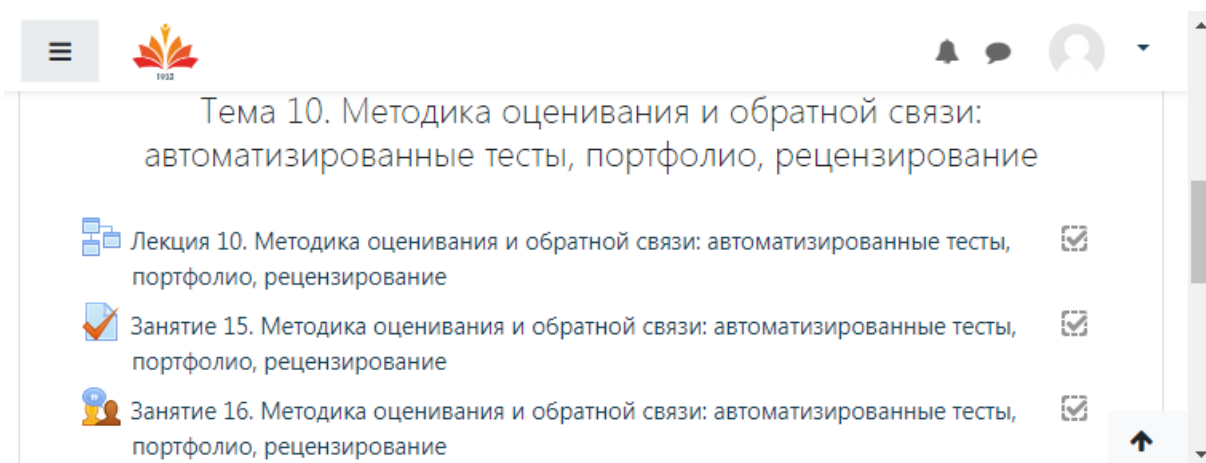 1932
Тема 10. Методика оценивания и обратной связи:
автоматизированные тесты, портфолио, рецензирование
Лекция 10. Методика оценивания и обратной связи: автоматизированные тесты,
портфолио, рецензирование
Занятие 15. Методика оценивания и обратной связи: автоматизированные тесты,
портфолио, рецензирование
Занятие 16. Методика оценивания и обратной связи: автоматизированные тесты,
портфолио, рецензирование